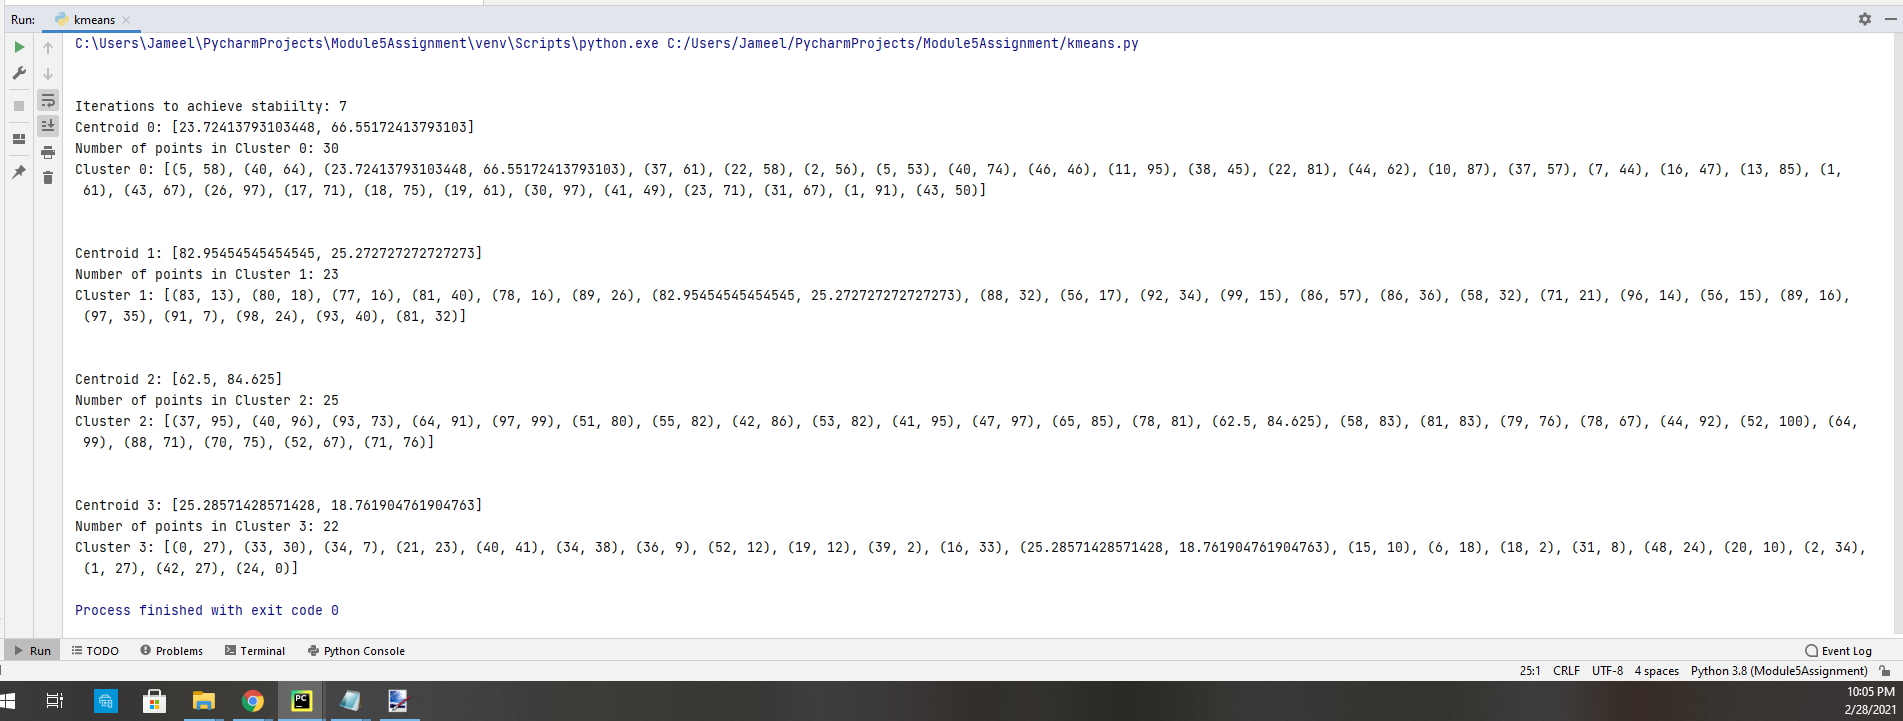 Run: kmeans
C:\Users\Jameel\PycharmProjects\Module5Assignment\venv\Scripts\python.exe C:/Users/Jameel/PycharmProjects/Module5Assignment/kmeans.py
Iterations to achieve stabiilty: 7
Centroid 0: [23.72413793103448, 66.55172413793103]
Number of points in Cluster 0: 30
Cluster 0: [(5, 58), (40, 64), (23.72413793103448, 66.55172413793103), (37, 61), (22, 58), (2, 56), (5, 53), (40, 74), (46, 46), (11, 95), (38, 45), (22, 81), (44, 62), (10, 87), (37, 57), (7, 44), (16, 47), (13, 85), (1,
61), (43, 67), (26, 97), (17, 71), (18, 75), (19, 61), (30, 97), (41, 49), (23, 71), (31, 67), (1, 91), (43, 50)]
Centroid 1: [82.95454545454545, 25.272727272727273]
Number of points in Cluster 1: 23
Cluster 1: [(83, 13), (80, 18), (77, 16), (81, 40), (78, 16), (89, 26), (82.95454545454545, 25.272727272727273), (88, 32), (56, 17), (92, 34), (99, 15), (86, 57), (86, 36), (58, 32), (71, 21), (96, 14), (56, 15), (89, 16),
(97, 35), (91, 7), (98, 24), (93, 40), (81, 32)]
Centroid 2: [62.5, 84.625]
Number of points in Cluster 2: 25
Cluster 2: [(37, 95), (40, 96), (93, 73), (64, 91), (97, 99), (51, 80), (55, 82), (42, 86), (53, 82), (41, 95), (47, 97), (65, 85), (78, 81), (62.5, 84.625), (58, 83), (81, 83), (79, 76), (78, 67), (44, 92), (52, 100), (64,
99), (88, 71), (70, 75), (52, 67), (71, 76)]
Centroid 3: [25.28571428571428, 18.761904761904763]
Number of points in Cluster 3: 22
Cluster 3: [(0, 27), (33, 30), (34, 7), (21, 23), (40, 41), (34, 38), (36, 9), (52, 12), (19, 12), (39, 2), (16, 33), (25.28571428571428, 18.761904761904763), (15, 10), (6, 18), (18, 2), (31, 8), (48, 24), (20, 10), (2, 34),
(1, 27), (42, 27), (24, 0)]
Process finished with exit code 0
Run TODO Problems Terminal Python Console Event Log
25:1 CRLF UTF-8 4 spaces Python 3.8 (Module5Assignment)
PC
10:05 PM
2/28/2021